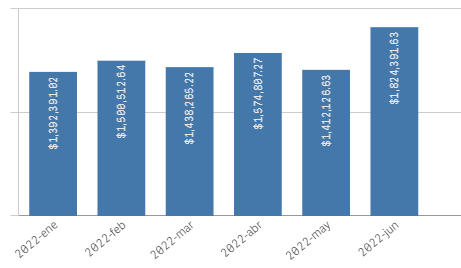 $1,392,391.02
$1,500,512.64
$1,438,265.22
$1,574,807.27
$1,412,126.63
$1,824,391.63
2022-ene
2022-feb
2022-mar
2022-abr
2022-may
2022-jun